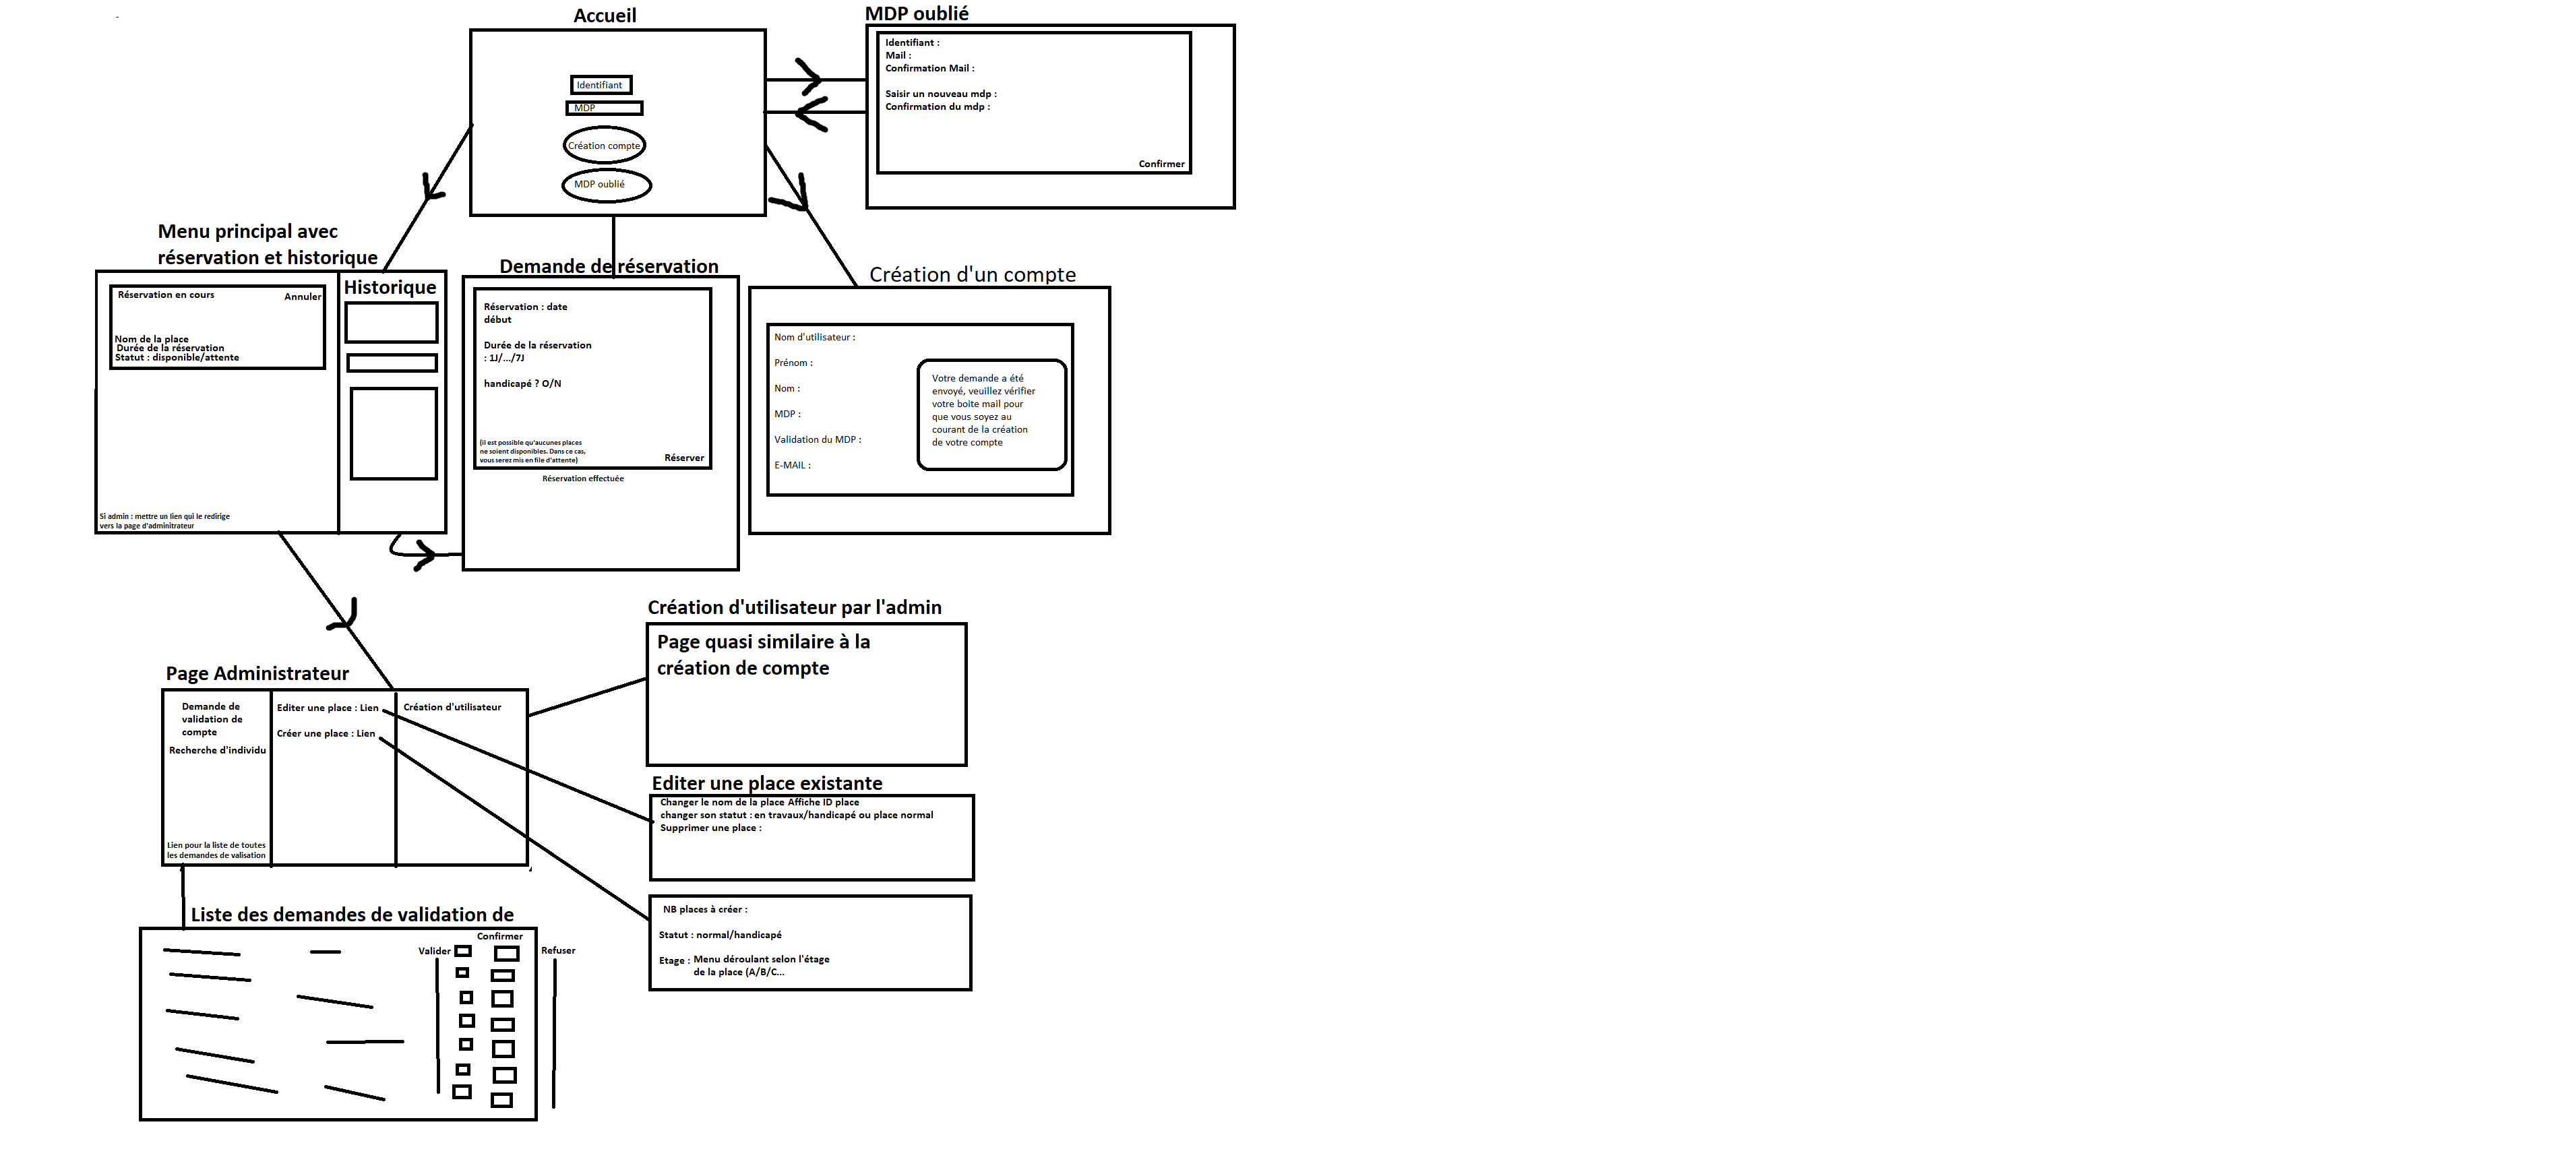 Accueil
Identifiant
MDP
Création compte
MDP oublié
MDP oublié
Identifiant :
Mail :
Confirmation Mail :
Saisir un nouveau mdp :
Confirmation du mdp :
Confirmer
Menu principal avec
réservation et historique
Réservation en cours
Annuler
Nom de la place
Durée de la réservation
Statut : disponible/attente
Si admin : mettre un lien qui le redirige
vers la page d'adminitrateur
Historique
Demande de réservation
Réservation : date
début
Durée de la réservation
: 1J/.../7J
handicapé ? O/N
(il est possible qu'aucunes places
ne soient disponibles. Dans ce cas,
vous serez mis en file d'attente)
Réserver
Réservation effectuée
Création d'un compte
Nom d'utilisateur :
Prénom :
Nom :
MDP :
Validation du MDP :
E-MAIL :
Votre demande a été
envoyé, veuillez vérifier
votre boite mail pour
que vous soyez au
courant de la création
de votre compte
Page Administrateur
Demande de
validation de
compte
Recherche d'individu
Lien pour la liste de toutes
les demandes de valisation
Editer une place : Lien
Créer une place : Lien
Création d'utilisateur
Création d'utilisateur par l'admin
Page quasi similaire à la
création de compte
Editer une place existante
Changer le nom de la place Affiche ID place
changer son statut : en travaux/handicapé ou place normal
Supprimer une place :
NB places à créer :
Statut : normal/handicapé
Etage : Menu déroulant selon l'étage
de la place (A/B/C...
Liste des demandes de validation de
Confirmer
Valider
Refuser